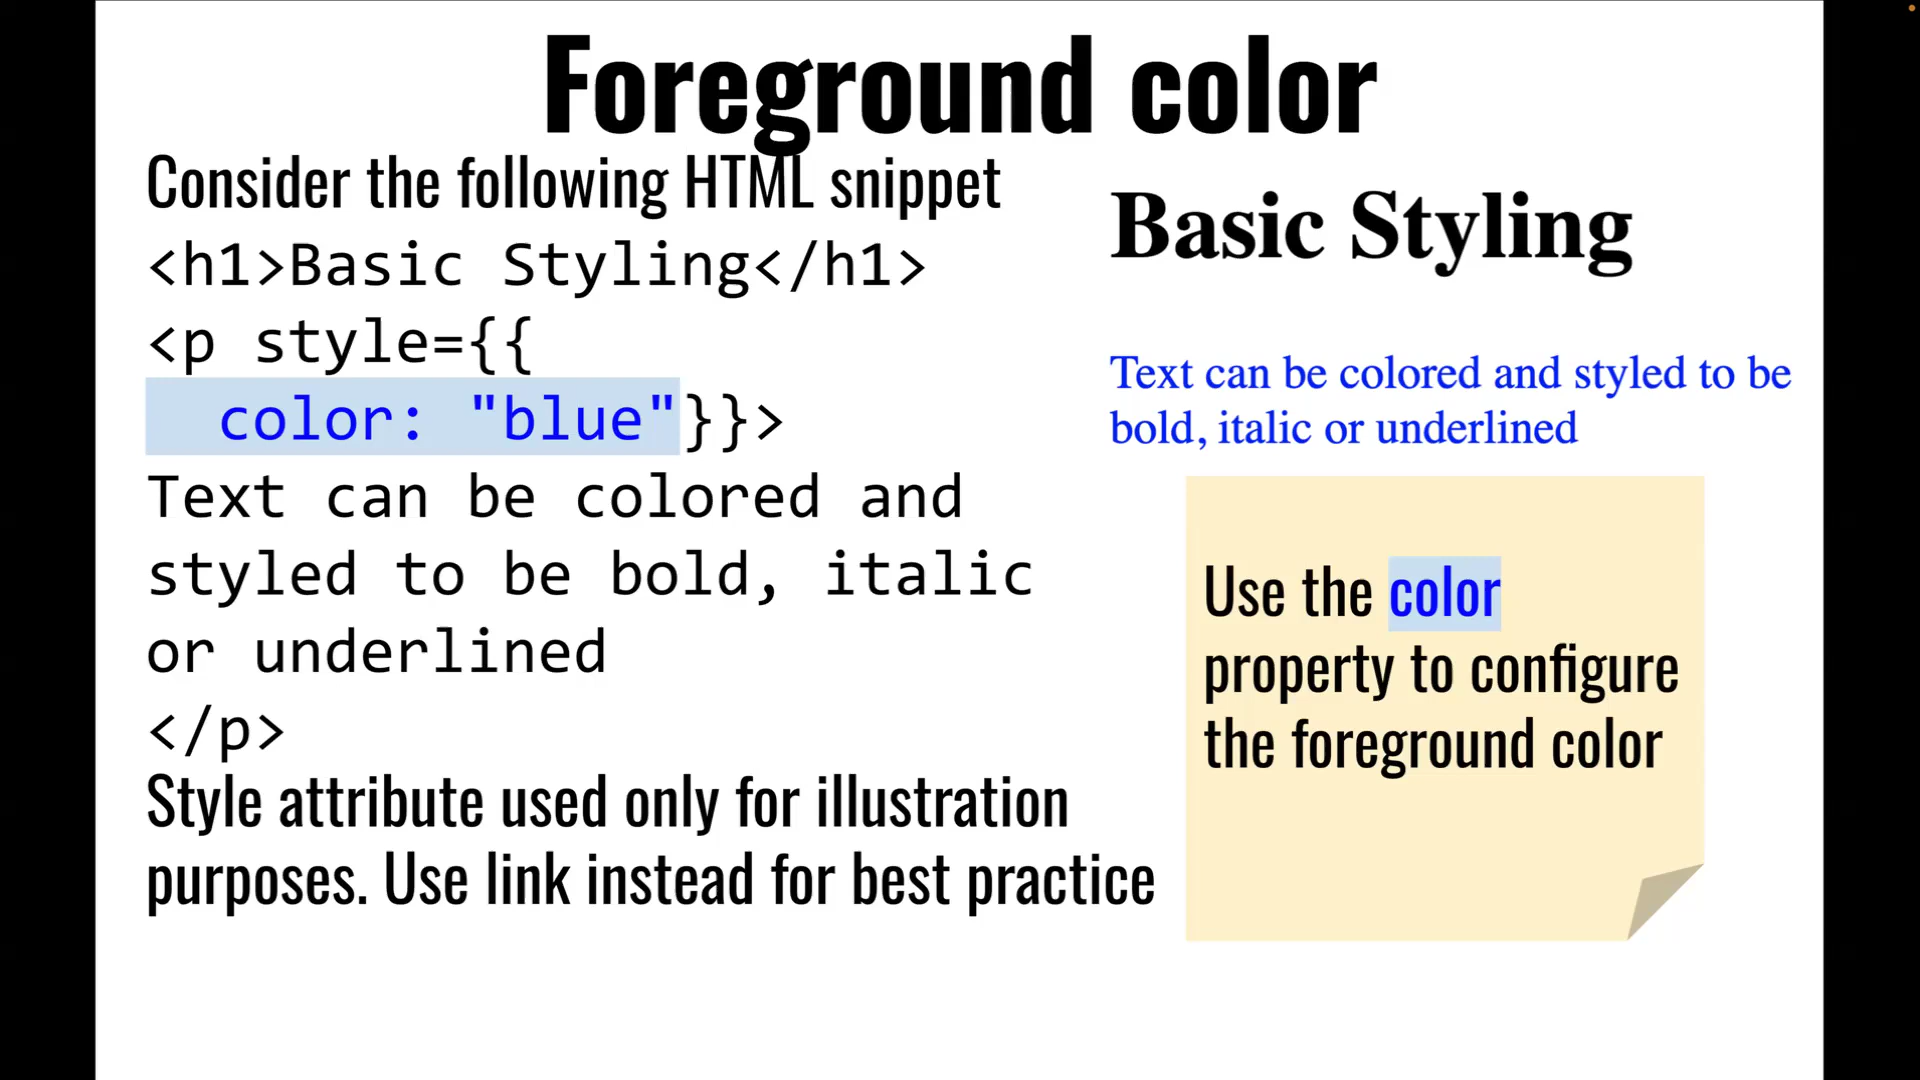 Foreground color
Consider the following HTML snippet
<h1>Basic Styling</h1>
<p style={{
  color: "blue"}}>
Text can be colored and
styled to be bold, italic
or underlined
</p>
Style attribute used only for illustration
purposes. Use link instead for best practice
Basic Styling
Text can be colored and styled to be
bold, italic or underlined
Use the color
property to configure
the foreground color